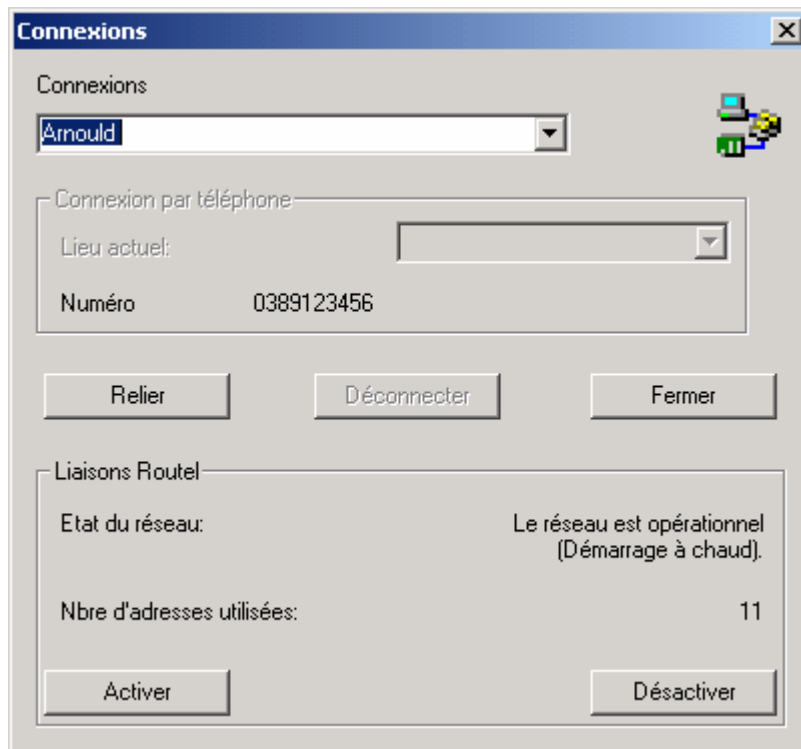 Connexions
Connexions
Arnould
Connexion par téléphone
Lieu actuel:
Numéro 0389123456
Relier Déconnecter Fermer
Liaisons Routel
Etat du réseau: Le réseau est opérationnel
(Démarrage à chaud).
Nbre d'adresses utilisées: 11
Activer Désactiver